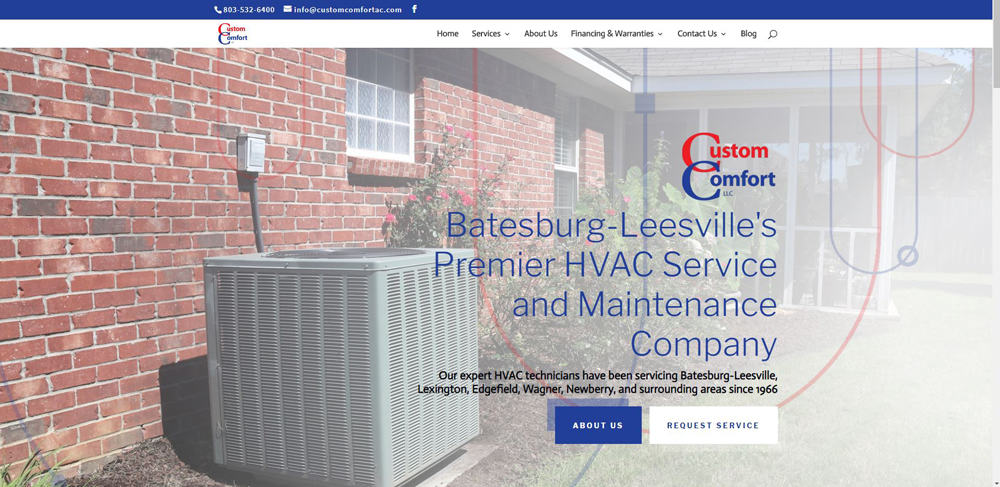 803-532-6400 info@customcomfortac.com
Custom
Comfort
Home Services About Us Financing & Warranties Contact Us Blog
Custom
Comfort
LLC
Batesburg-Leesville's
Premier HVAC Service
and Maintenance
Company
Our expert HVAC technicians have been servicing Batesburg-Leesville,
Lexington, Edgefield, Wagner, Newberry, and surrounding areas since 1966
ABOUT US REQUEST SERVICE